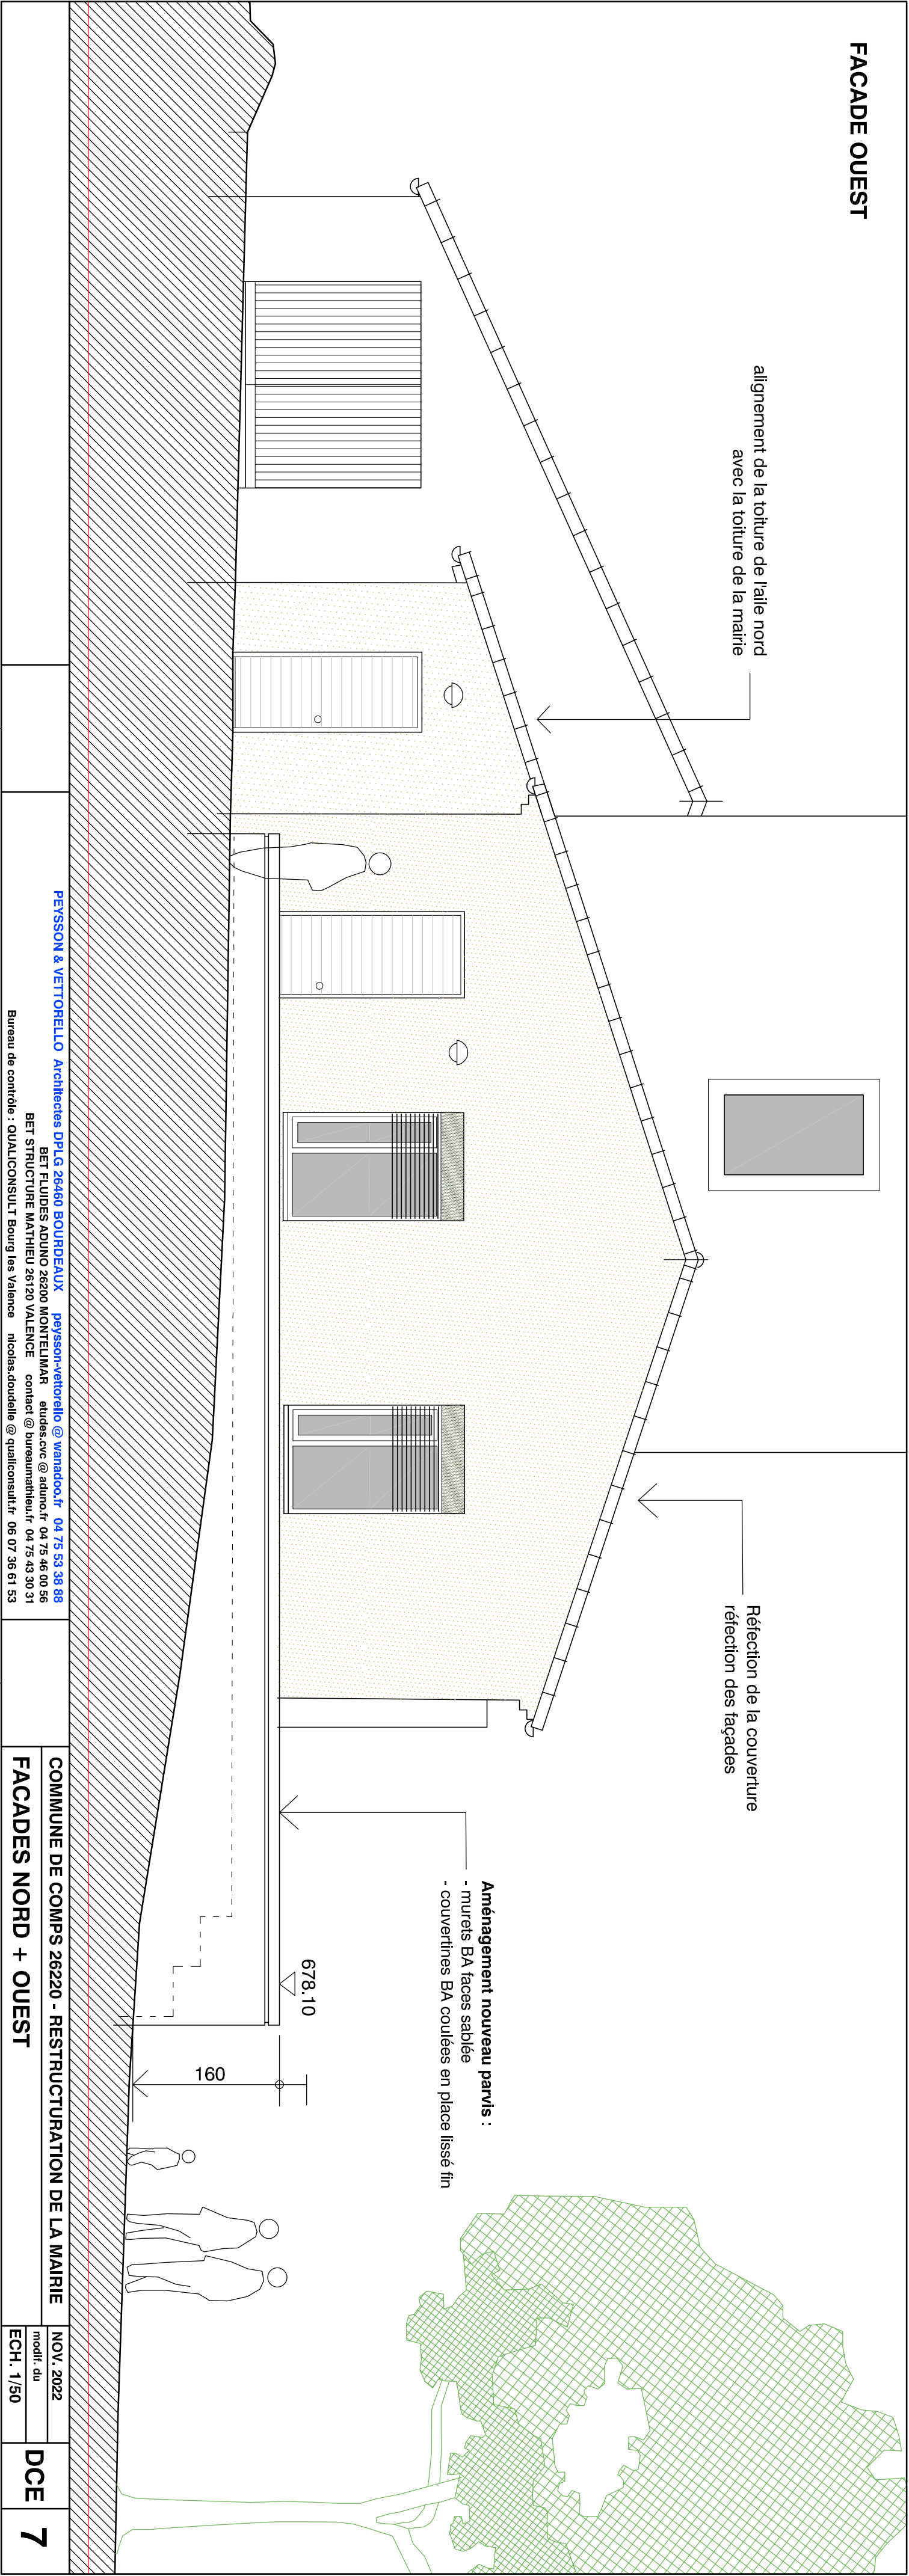 FACADE OUEST
alignement de la toiture de l'aile nord
avec la toiture de la mairie
Réfection de la couverture
réfection des façades
Aménagement nouveau parvis :
- murets BA faces sablée
- couvertines BA coulées en place lissé fin
678.10
160
PEYSSON & VETTORELLO Architectes DPLG 26460 BOURDEAUX peysson-vettorello @ wanadoo.fr 04 75 53 38 88
BET FLUIDES ADUNO 26200 MONTELIMAR etudes.cvc @ aduno.fr 04 75 46 00 56
BET STRUCTURE MATHIEU 26120 VALENCE contact @ bureaumathieu.fr 04 75 43 30 31
Bureau de contrôle : QUALICONSULT Bourg les Valence nicolas.doudelle @ qualiconsult.fr 06 07 36 61 53
COMMUNE DE COMPS 26220 - RESTRUCTURATION DE LA MAIRIE
FACADES NORD + OUEST
NOV. 2022
modif. du
ECH. 1/50
DCE
7